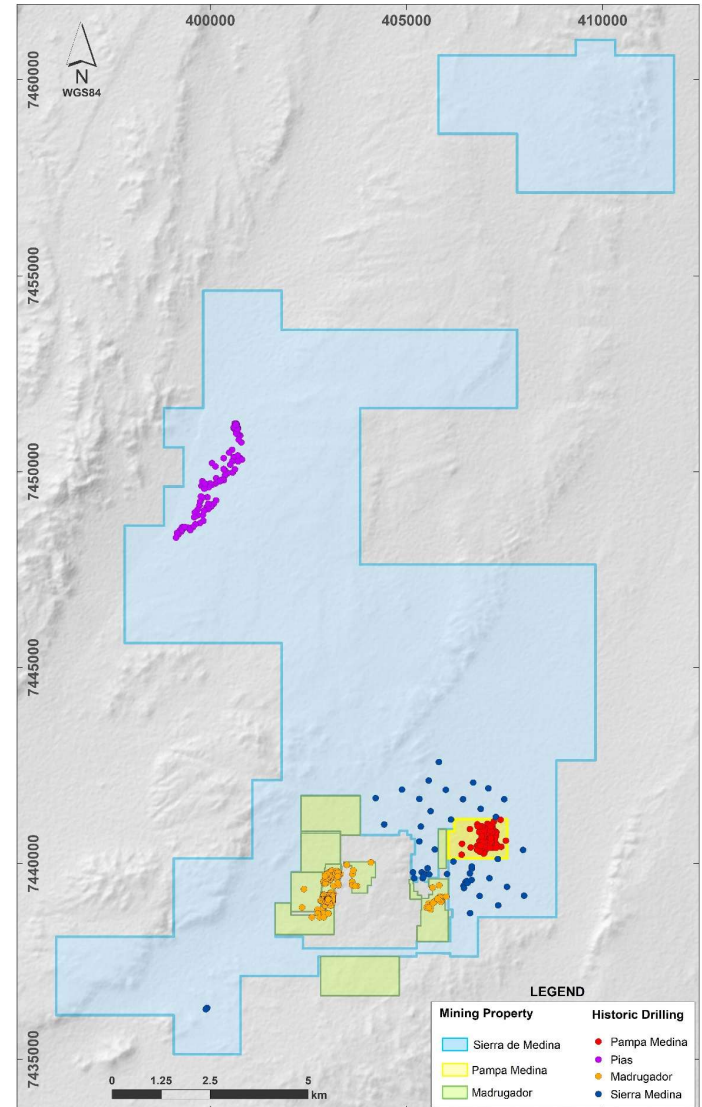 400000 405000 410000
N
WGS84
7460000
7455000
7450000
7445000
7440000
7435000
0 1.25 2.5 5
km
LEGEND
Mining Property Historic Drilling
Sierra de Medina Pampa Medina
Pias
Pampa Medina Madrugador
Madrugador Sierra Medina